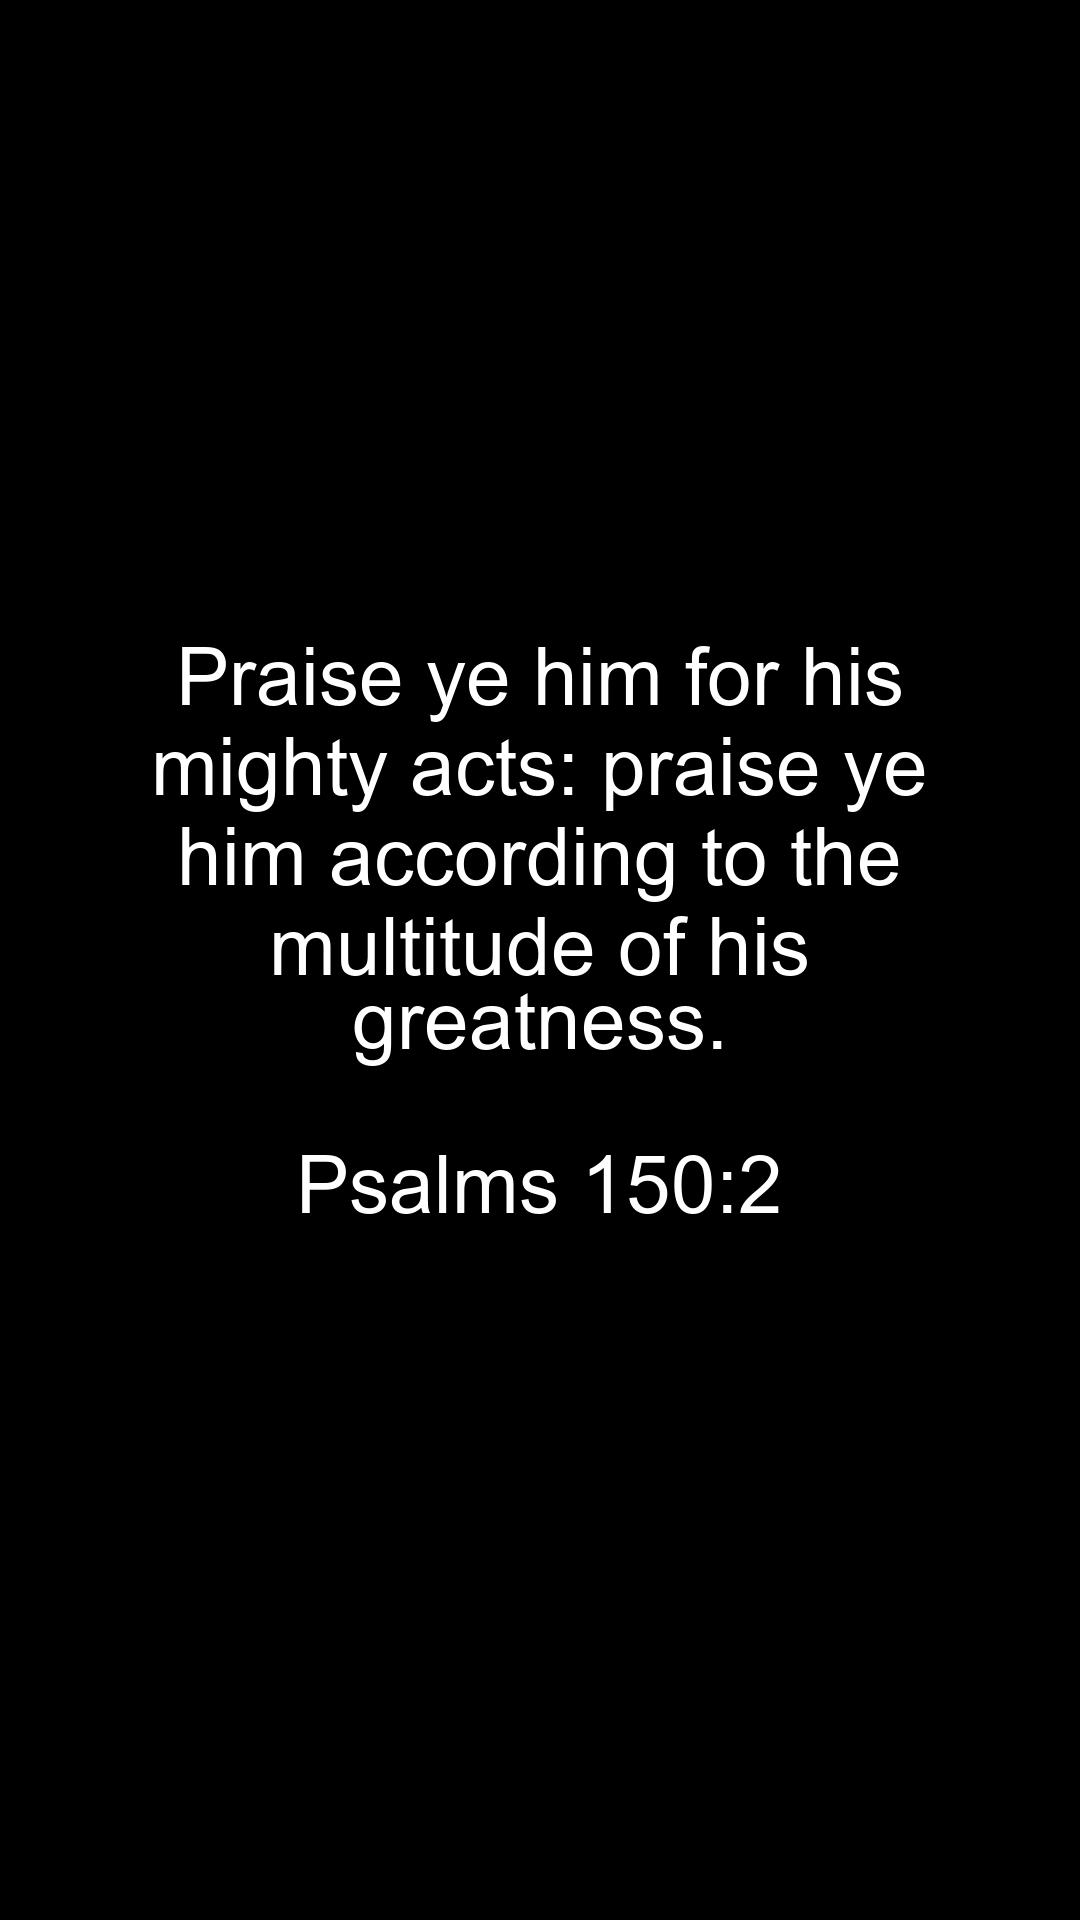 Praise ye him for his
mighty acts: praise ye
him according to the
multitude of his
greatness.
Psalms 150:2